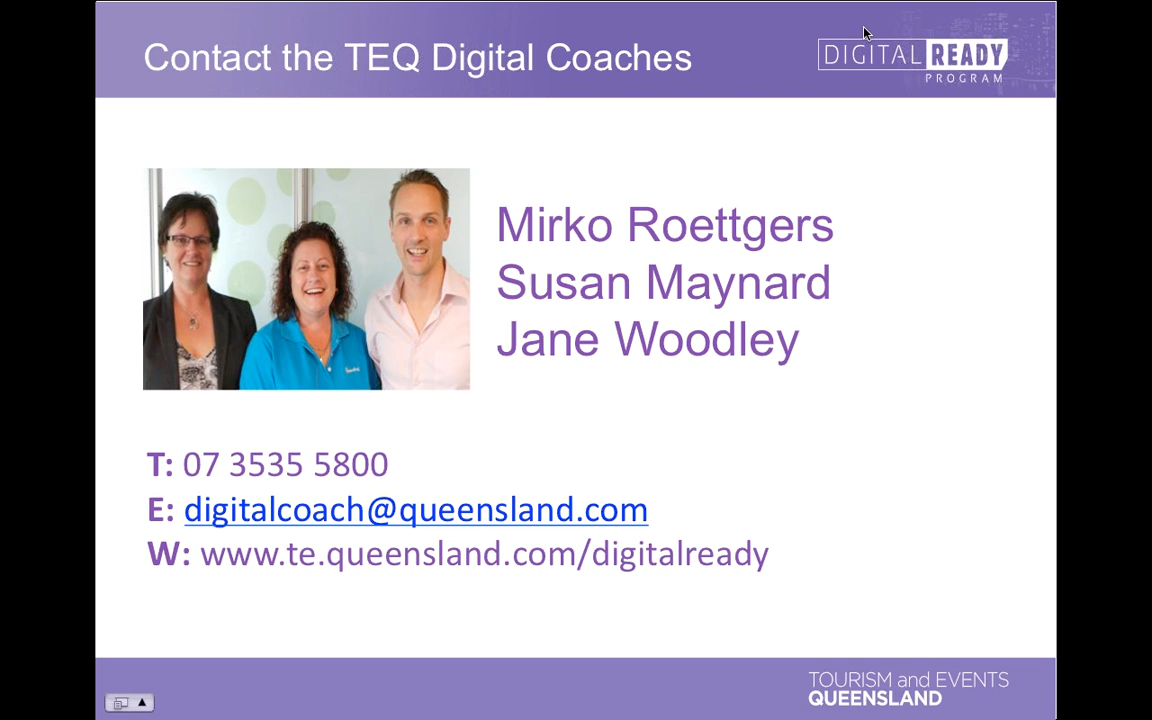 Contact the TEQ Digital Coaches
DIGITAL READY
PROGRAM
Mirko Roettgers
Susan Maynard
Jane Woodley
T: 07 3535 5800
E: digitalcoach@queensland.com
W: www.te.queensland.com/digitalready
TOURISM and EVENTS
QUEENSLAND